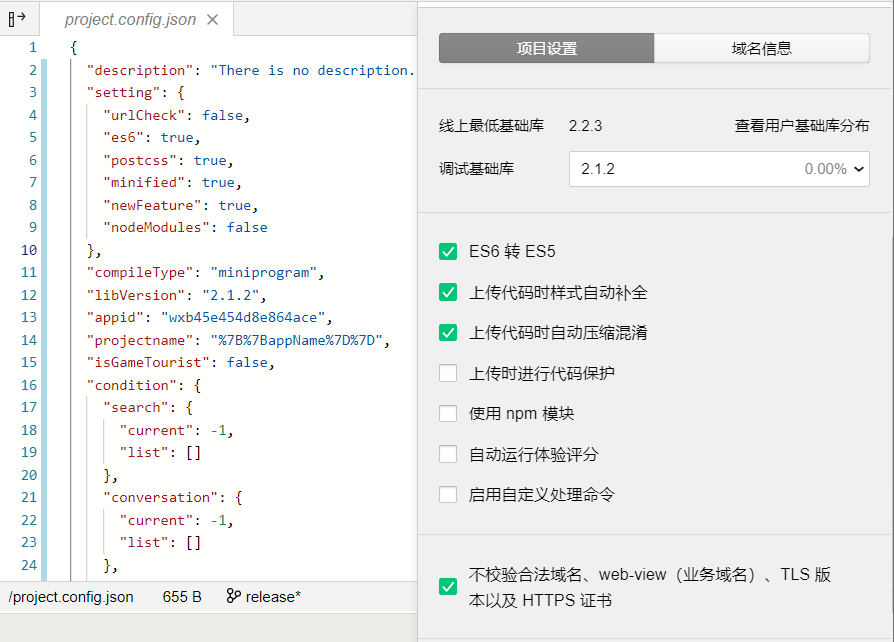 project.config.json
1 {
2 "description": "There is no description.
3 "setting": {
4 "urlCheck": false,
5 "es6": true,
6 "postcss": true,
7 "minified": true,
8 "newFeature": true,
9 "nodeModules": false
10 },
11 "compileType": "miniprogram",
12 "libVersion": "2.1.2",
13 "appid": "wxb45e454d8e864ace",
14 "projectname": "%7B%7BappName%7D%7D",
15 "isGameTourist": false,
16 "condition": {
17 "search": {
18 "current": -1,
19 "list": []
20 },
21 "conversation": {
22 "current": -1,
23 "list": []
24 },
/project.config.json 655 B release*
项目设置 域名信息
线上最低基础库 2.2.3 查看用户基础库分布
调试基础库 2.1.2 0.00%
ES6 转 ES5
上传代码时样式自动补全
上传代码时自动压缩混淆
上传时进行代码保护
使用 npm 模块
自动运行体验评分
启用自定义处理命令
不校验合法域名、web-view（业务域名）、TLS 版
本以及 HTTPS 证书